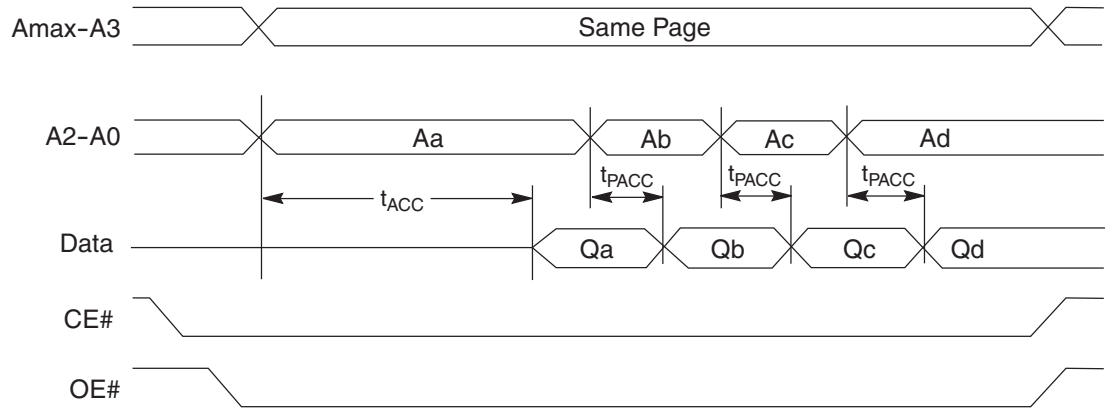 Amax-A3 Same Page
A2-A0 Aa Ab Ac Ad
tACC tPACC tPACC tPACC
Data Qa Qb Qc Qd
CE#
OE#